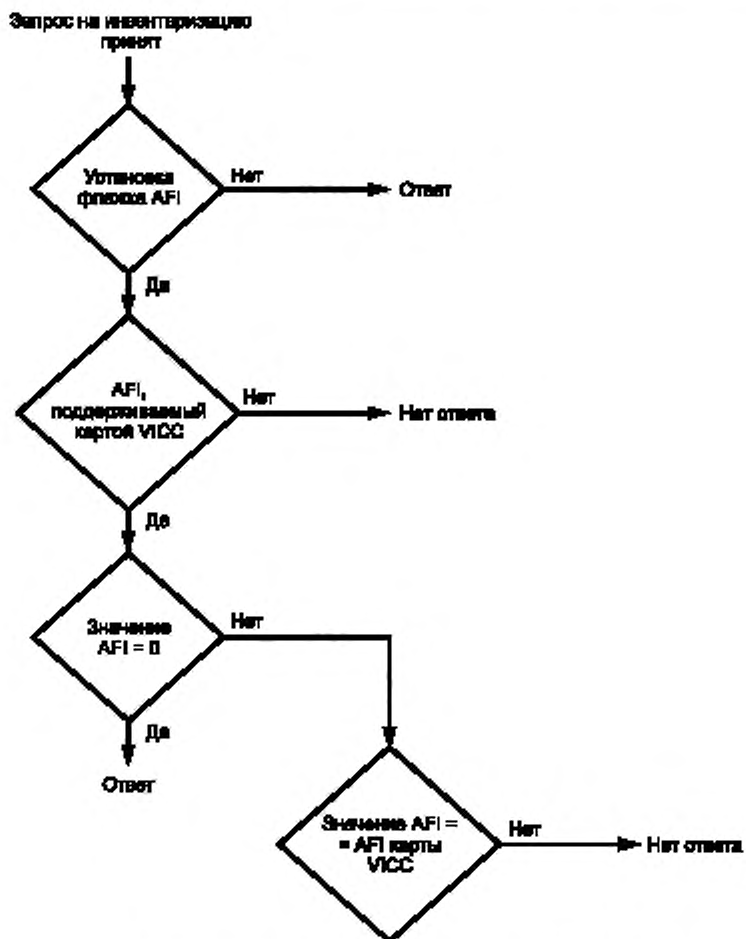 Запрос на инвентаризацию
принят
Установка
флажка AFI
Нет
Ответ
Да
AFI,
поддерживаемый
картой VICC
Нет
Нет ответа
Да
Значение
AFI = 0
Нет
Да
Ответ
Значение AFI =
= AFI карты
VICC
Нет
Нет ответа